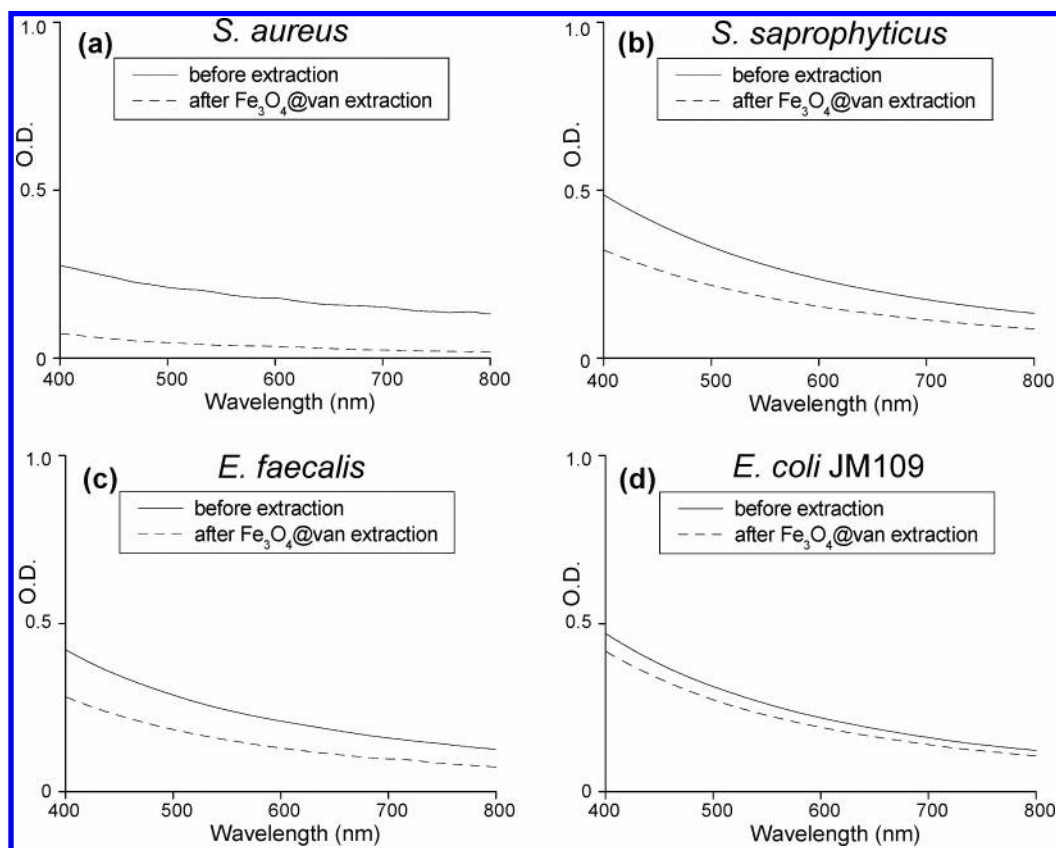 (a)
S. aureus
before extraction
after Fe₃O₄@van extraction
1.0
0.5
0
O.D.
400
500
600
700
800
Wavelength (nm)
(b)
S. saprophyticus
before extraction
after Fe₃O₄@van extraction
1.0
0.5
0
O.D.
400
500
600
700
800
Wavelength (nm)
(c)
E. faecalis
before extraction
after Fe₃O₄@van extraction
1.0
0.5
0
O.D.
400
500
600
700
800
Wavelength (nm)
(d)
E. coli JM109
before extraction
after Fe₃O₄@van extraction
1.0
0.5
0
O.D.
400
500
600
700
800
Wavelength (nm)